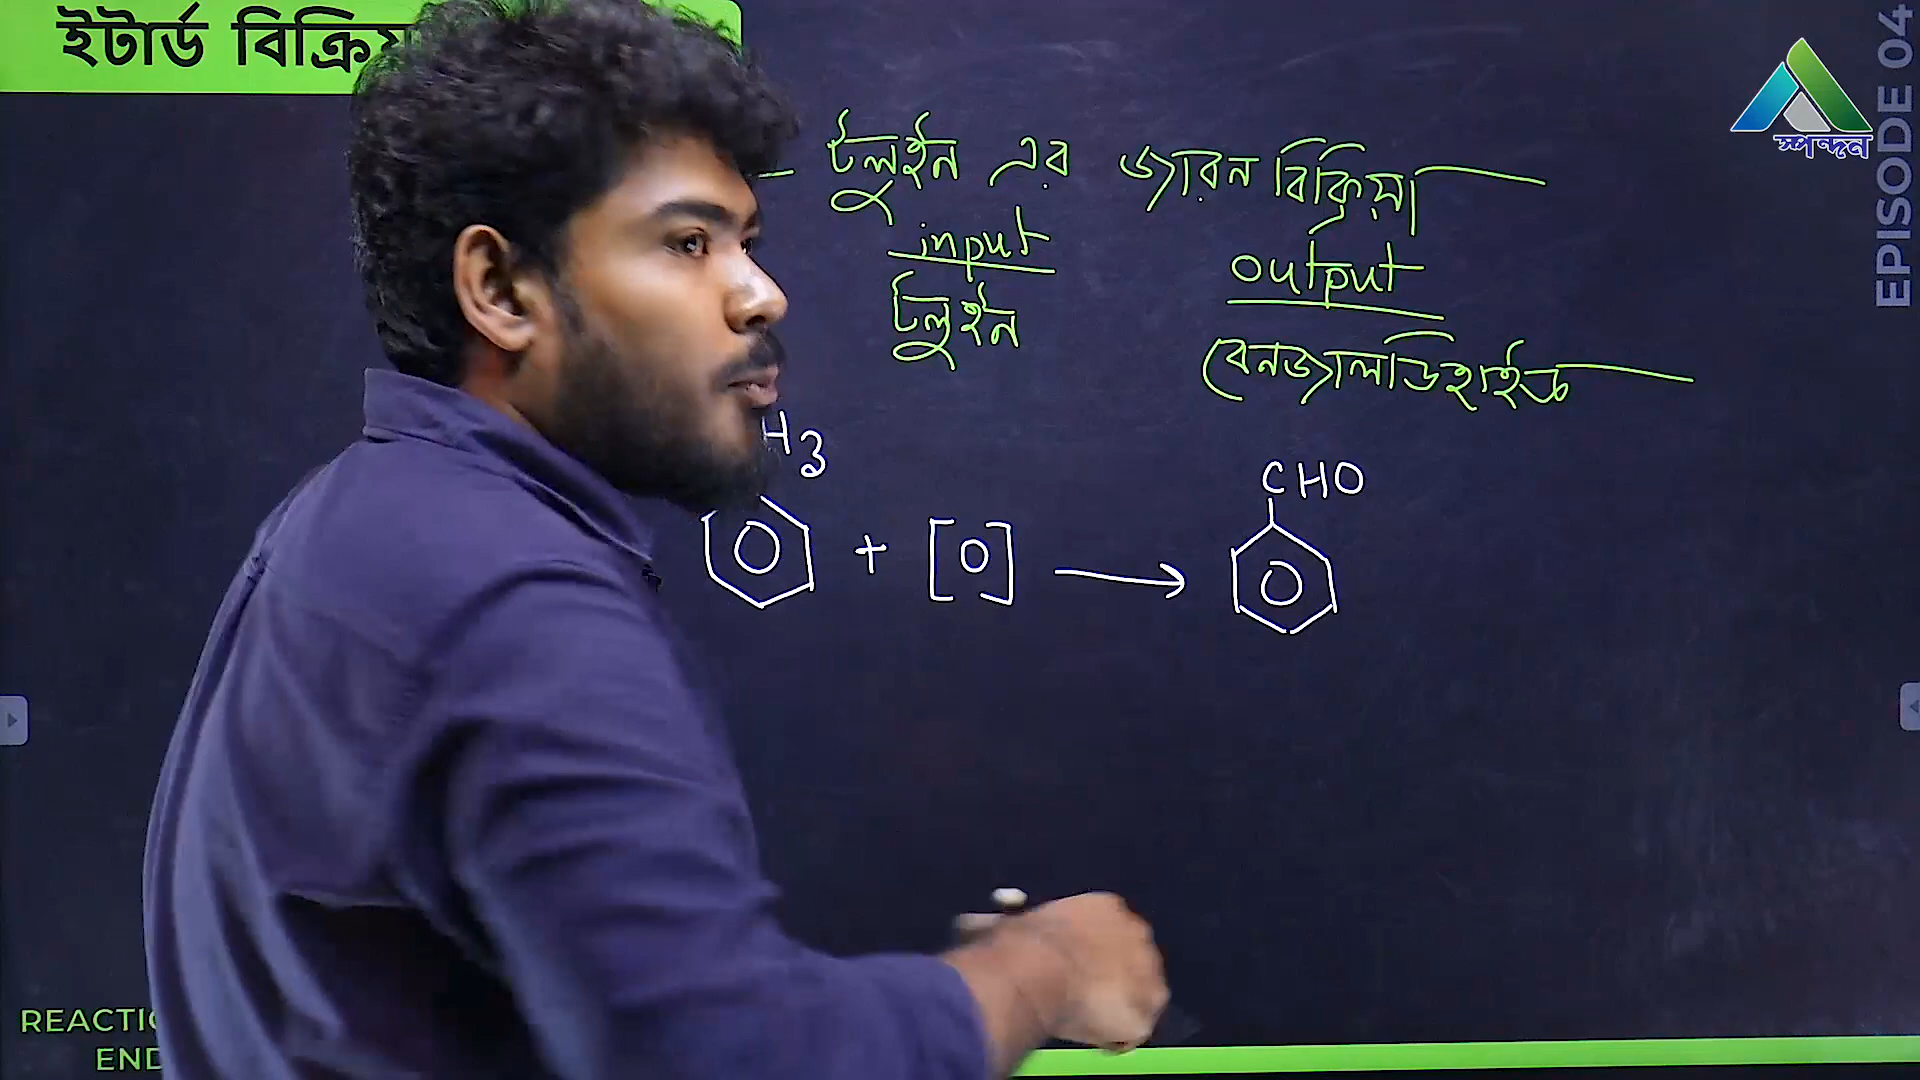 ইটার্ড বিক্রিয়
টলুইন এর জারন বিক্রিয়া
input
output
টলুইন
বেনজালডিহাইড
H3
CHO
O + [O] → O
স্পন্দন
EPISODE 04
REACTIO
END